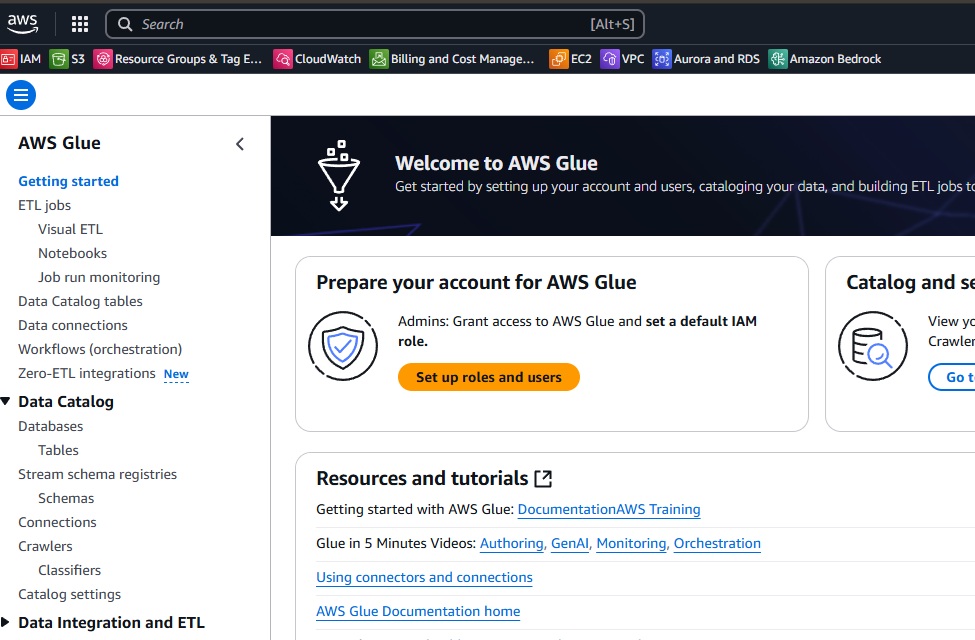 aws Search [Alt+S]
IAM S3 Resource Groups & Tag E... CloudWatch Billing and Cost Manage... EC2 VPC Aurora and RDS Amazon Bedrock
AWS Glue
Getting started
ETL jobs
Visual ETL
Notebooks
Job run monitoring
Data Catalog tables
Data connections
Workflows (orchestration)
Zero-ETL integrations New
Data Catalog
Databases
Tables
Stream schema registries
Schemas
Connections
Crawlers
Classifiers
Catalog settings
Data Integration and ETL
Welcome to AWS Glue
Get started by setting up your account and users, cataloging your data, and building ETL jobs to
Prepare your account for AWS Glue
Admins: Grant access to AWS Glue and set a default IAM
role.
Set up roles and users
Catalog and se
View yo
Crawler
Go t
Resources and tutorials
Getting started with AWS Glue: DocumentationAWS Training
Glue in 5 Minutes Videos: Authoring, GenAI, Monitoring, Orchestration
Using connectors and connections
AWS Glue Documentation home